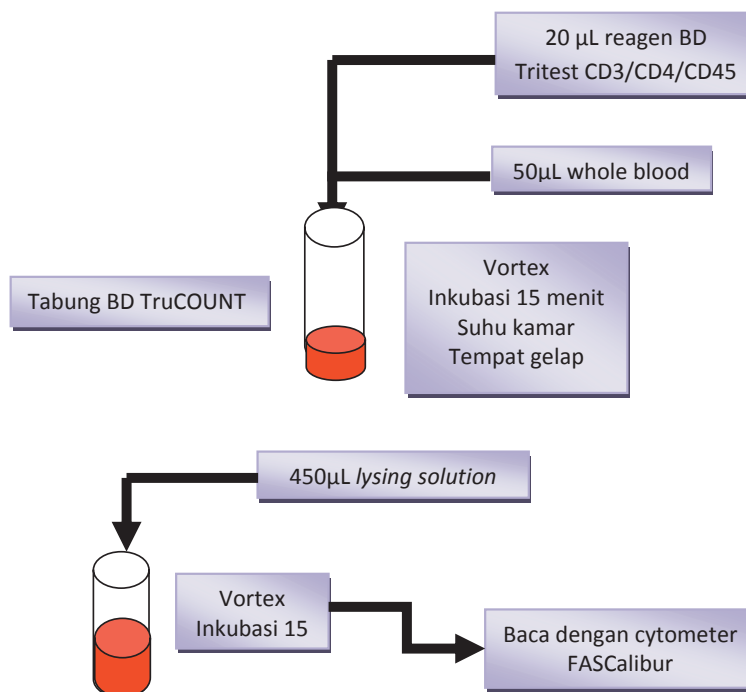 20 µL reagen BD
Tritest CD3/CD4/CD45
50µL whole blood
Tabung BD TruCOUNT
Vortex
Inkubasi 15 menit
Suhu kamar
Tempat gelap
450µL lysing solution
Vortex
Inkubasi 15
Baca dengan cytometer
FASCalibur